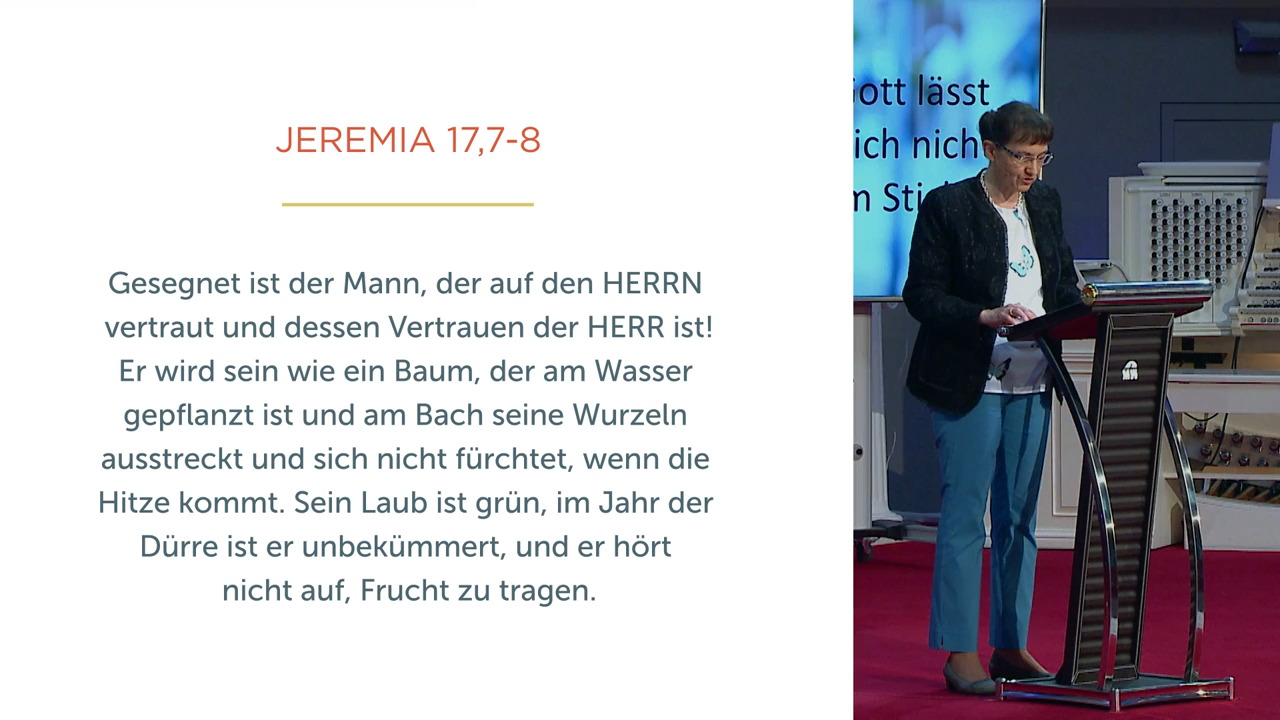 JEREMIA 17,7-8
Gesegnet ist der Mann, der auf den HERRN
vertraut und dessen Vertrauen der HERR ist!
Er wird sein wie ein Baum, der am Wasser
gepflanzt ist und am Bach seine Wurzeln
ausstreckt und sich nicht fürchtet, wenn die
Hitze kommt. Sein Laub ist grün, im Jahr der
Dürre ist er unbekümmert, und er hört
nicht auf, Frucht zu tragen.
ott lässt
ich nich
m Sti